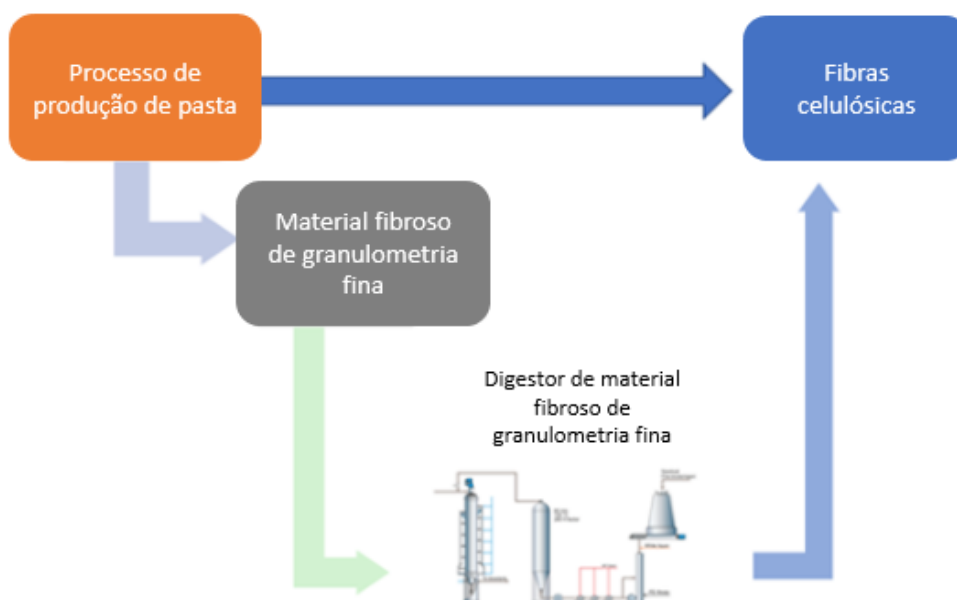 Processo de
produção de pasta
Fibras
celulósicas
Material fibroso
de granulometria
fina
Digestor de material
fibroso de
granulometria fina